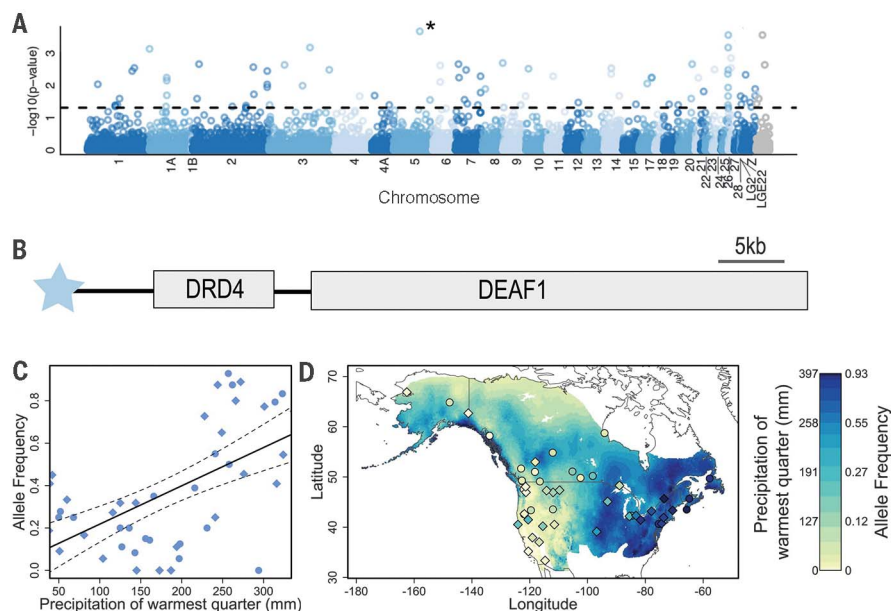 A
*
3
2
1
0
–log10(p−value)
1 1A 1B 2 3 4 4A 5 6 7 8 9 10 11 12 13 14 15 17 18 19 20 21 22 23 24 25 26 27 28 Z LG2 LGE22
Chromosome
B
5kb
DRD4
DEAF1
C
Allele Frequency
0.8
0.6
0.4
0.2
0.0
50 100 150 200 250 300
Precipitation of warmest quarter (mm)
D
Latitude
70
60
50
40
30
-180 -160 -140 -120 -100 -80 -60
Longitude
Precipitation of
warmest quarter (mm)
397 0.93
258 0.55
191 0.27
127 0.12
0 0
Allele Frequency